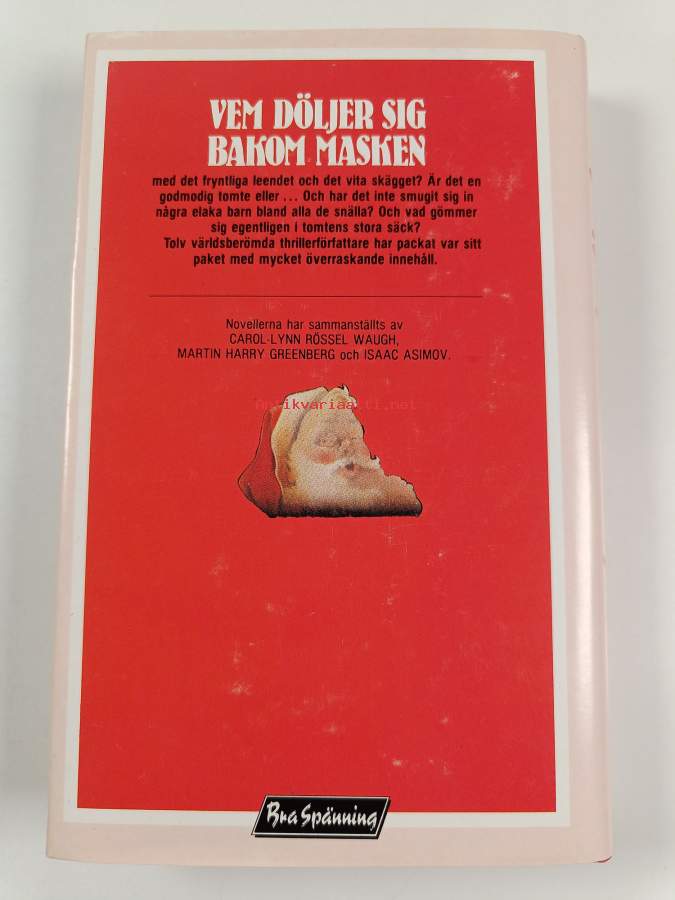 VEM DÖLJER SIG
BAKOM MASKEN
med det fryntliga leendet och det vita skägget? Är det en
godmodig tomte eller ... Och har det inte smugit sig in
några elaka barn bland alla de snälla? Och vad gömmer
sig egentligen i tomtens stora säck?
Tolv världsberömda thrillerförfattare har packat var sitt
paket med mycket överraskande innehåll.
Novellerna har sammanställts av
CAROL-LYNN RÖSSEL WAUGH,
MARTIN HARRY GREENBERG och ISAAC ASIMOV.
Antikvariaatti.net
Bra Spänning